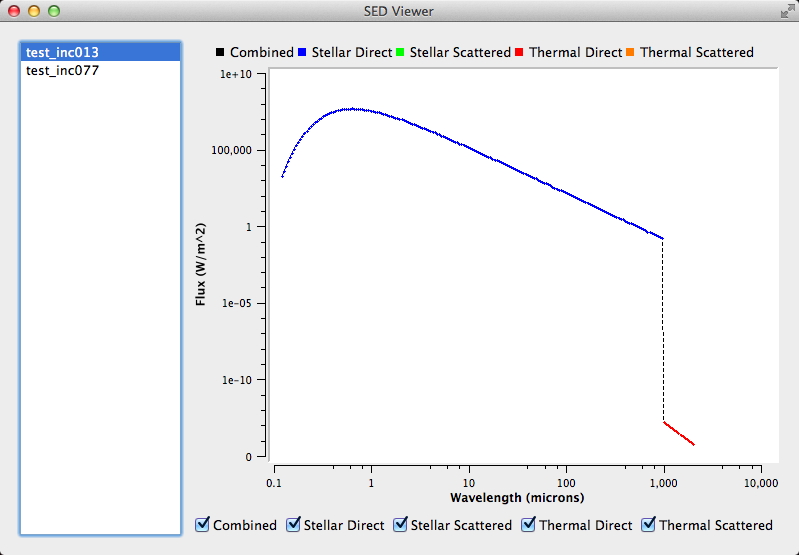 SED Viewer
test_inc013
test_inc077
Combined Stellar Direct Stellar Scattered Thermal Direct Thermal Scattered
1e+10
100,000
1
1e-05
1e-10
0
Flux (W/m^2)
0.1 1 10 100 1,000 10,000
Wavelength (microns)
Combined Stellar Direct Stellar Scattered Thermal Direct Thermal Scattered